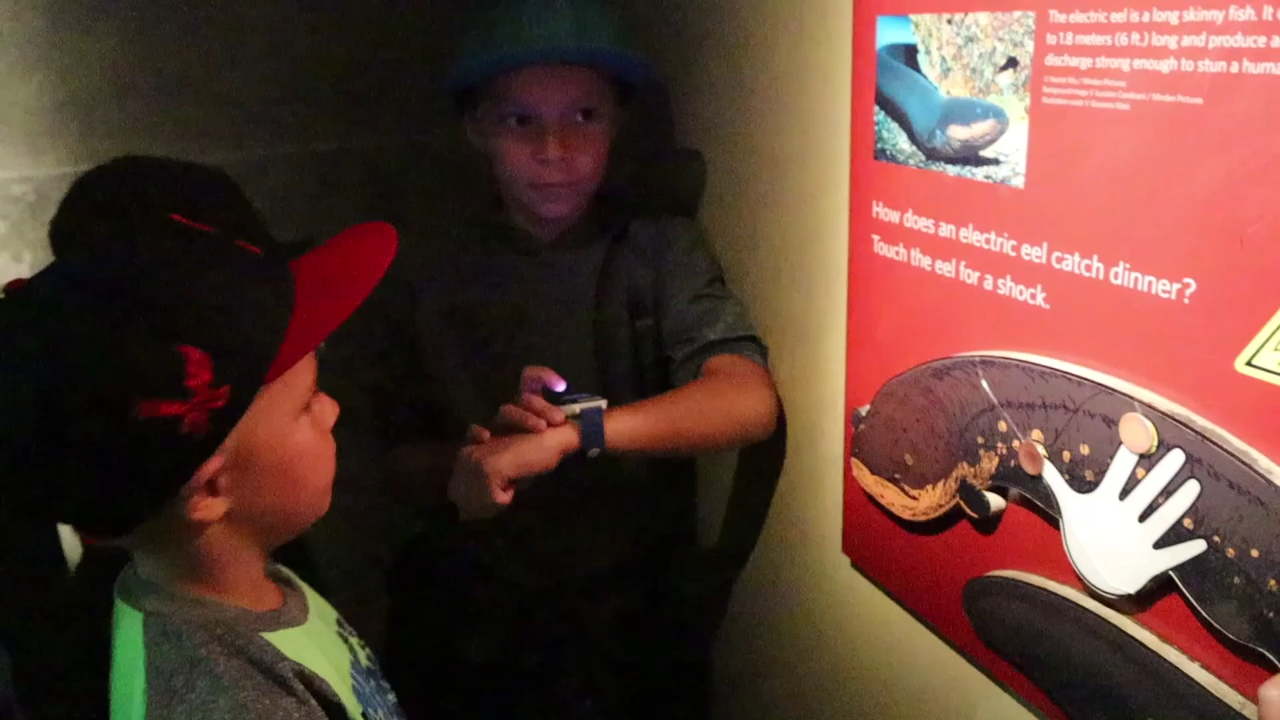 The electric eel is a long skinny fish. It
to 1.8 meters (6 ft.) long and produce a
discharge strong enough to stun a huma
How does an electric eel catch dinner?
Touch the eel for a shock.